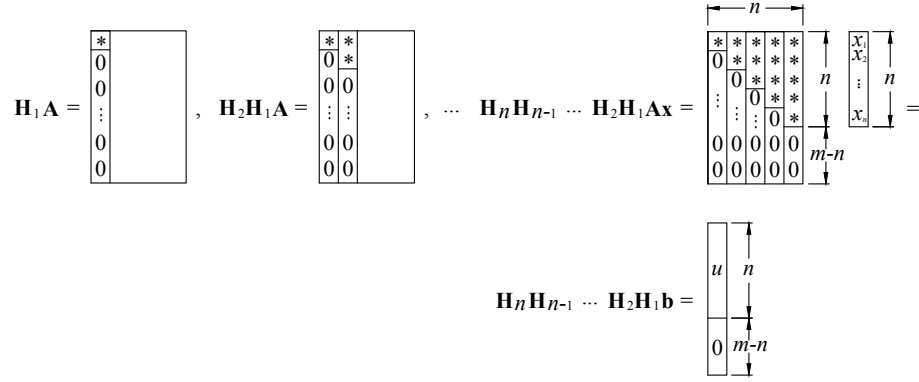 n
* * * * * * * *
0 0 * 0 * * * *
0 0 0 0 * * *
0 0 0 ⋮ 0 * *
H₁A = ⋮ , H₂H₁A = ⋮ ⋮ , ⋯ HₙHₙ₋₁ ⋯ H₂H₁Ax = ⋮ ⋮ 0 * n x₁ x₂ ⋮ xₙ n =
0 0 0 0 0 0 0 0
0 0 0 0 0 0 0 0 m-n
HₙHₙ₋₁ ⋯ H₂H₁b = u n
0 m-n